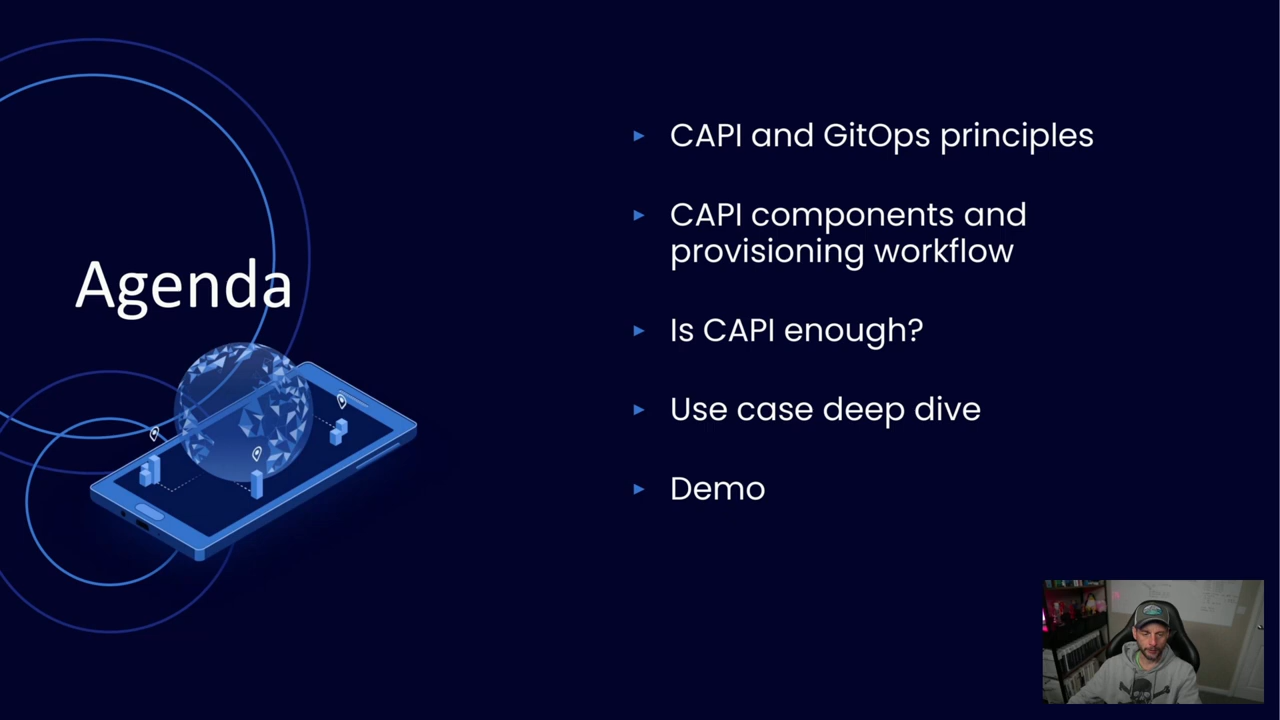 Agenda
CAPI and GitOps principles
CAPI components and
provisioning workflow
Is CAPI enough?
Use case deep dive
Demo